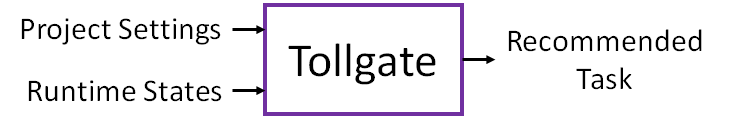 Project Settings
Runtime States
Tollgate
Recommended
Task